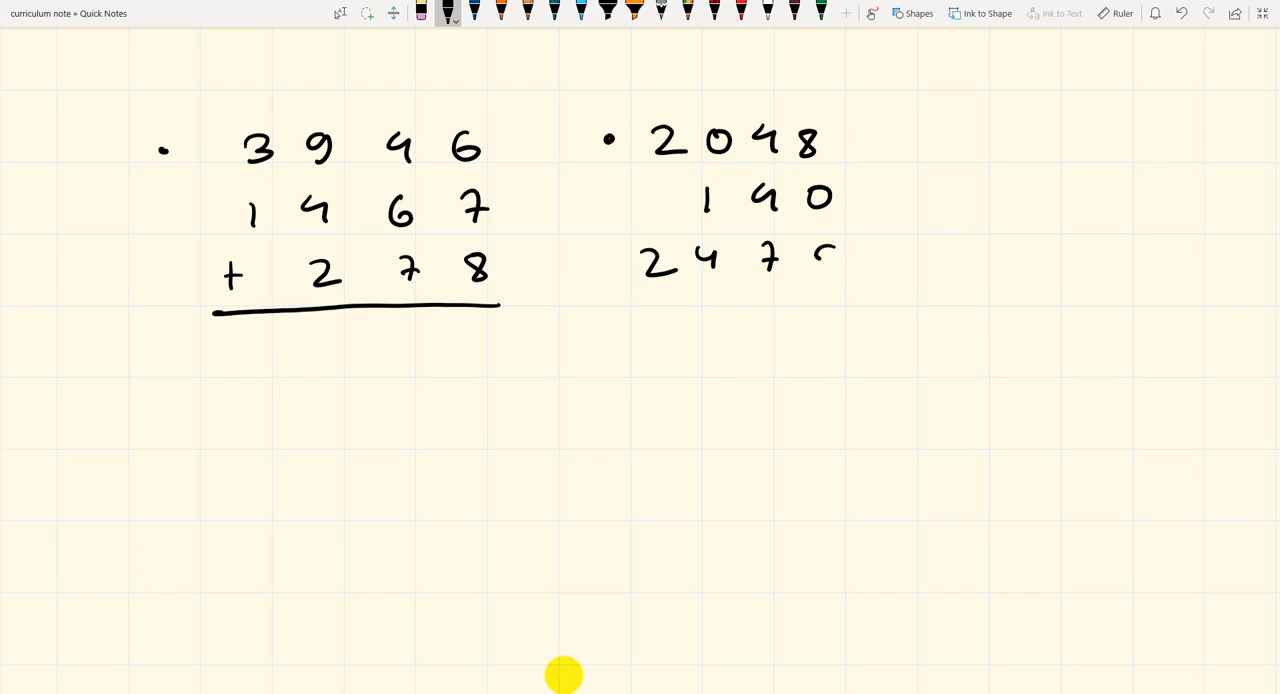 curriculum note » Quick Notes
Shapes Ink to Shape Ink to Text Ruler
• 3 9 4 6
1 4 6 7
+ 2 7 8
• 2 0 4 8
1 4 0
2 4 7